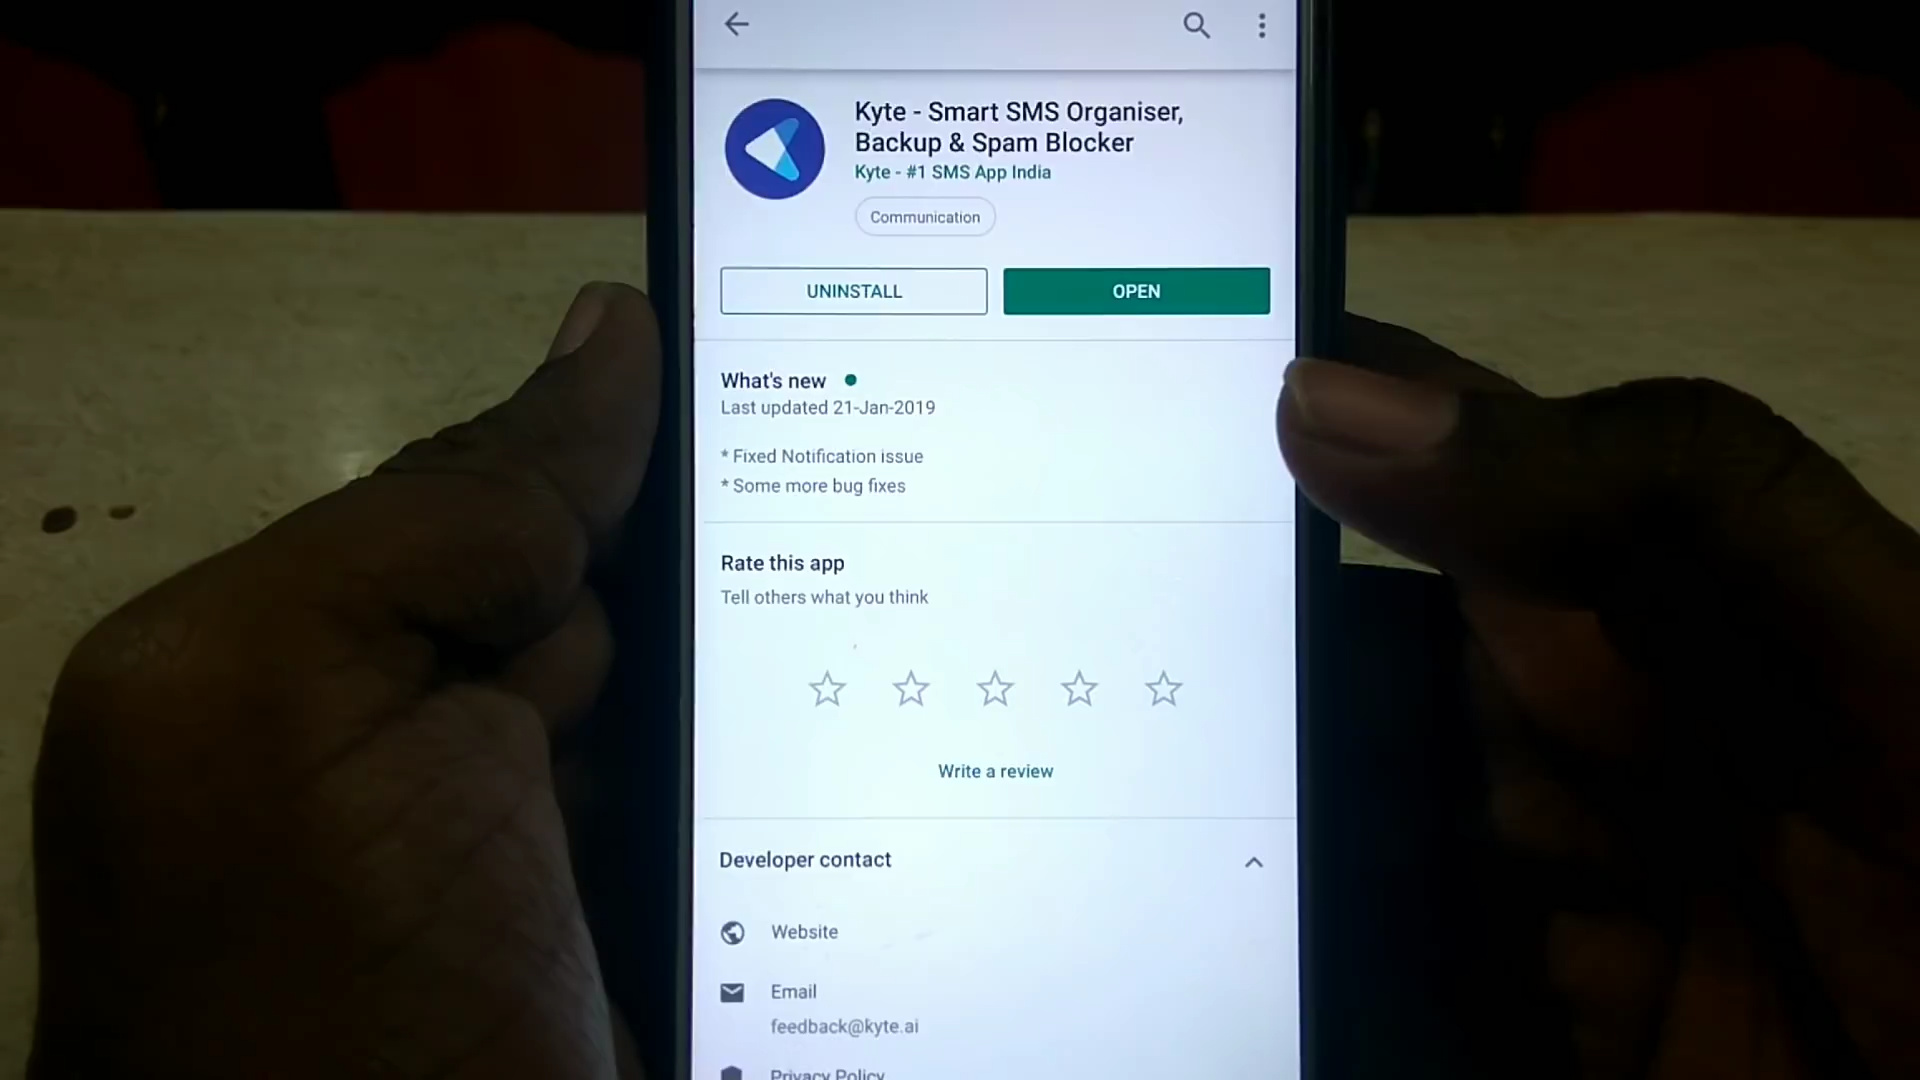 Kyte - Smart SMS Organiser,
Backup & Spam Blocker
Kyte - #1 SMS App India
Communication
UNINSTALL
OPEN
What's new
Last updated 21-Jan-2019
* Fixed Notification issue
* Some more bug fixes
Rate this app
Tell others what you think
Write a review
Developer contact
Website
Email
feedback@kyte.ai
Privacy Policy